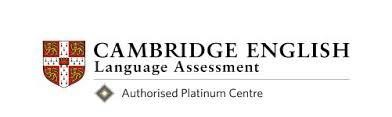 CAMBRIDGE ENGLISH
Language Assessment
Authorised Platinum Centre